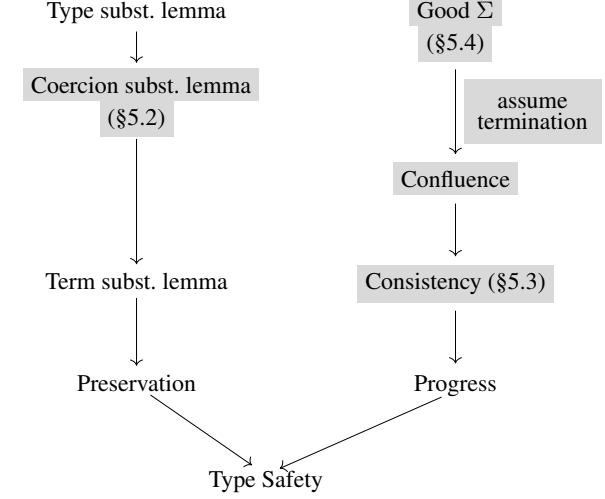 Type subst. lemma
Good Σ
(§5.4)
Coercion subst. lemma
(§5.2)
assume
termination
Confluence
Term subst. lemma
Consistency (§5.3)
Preservation
Progress
Type Safety